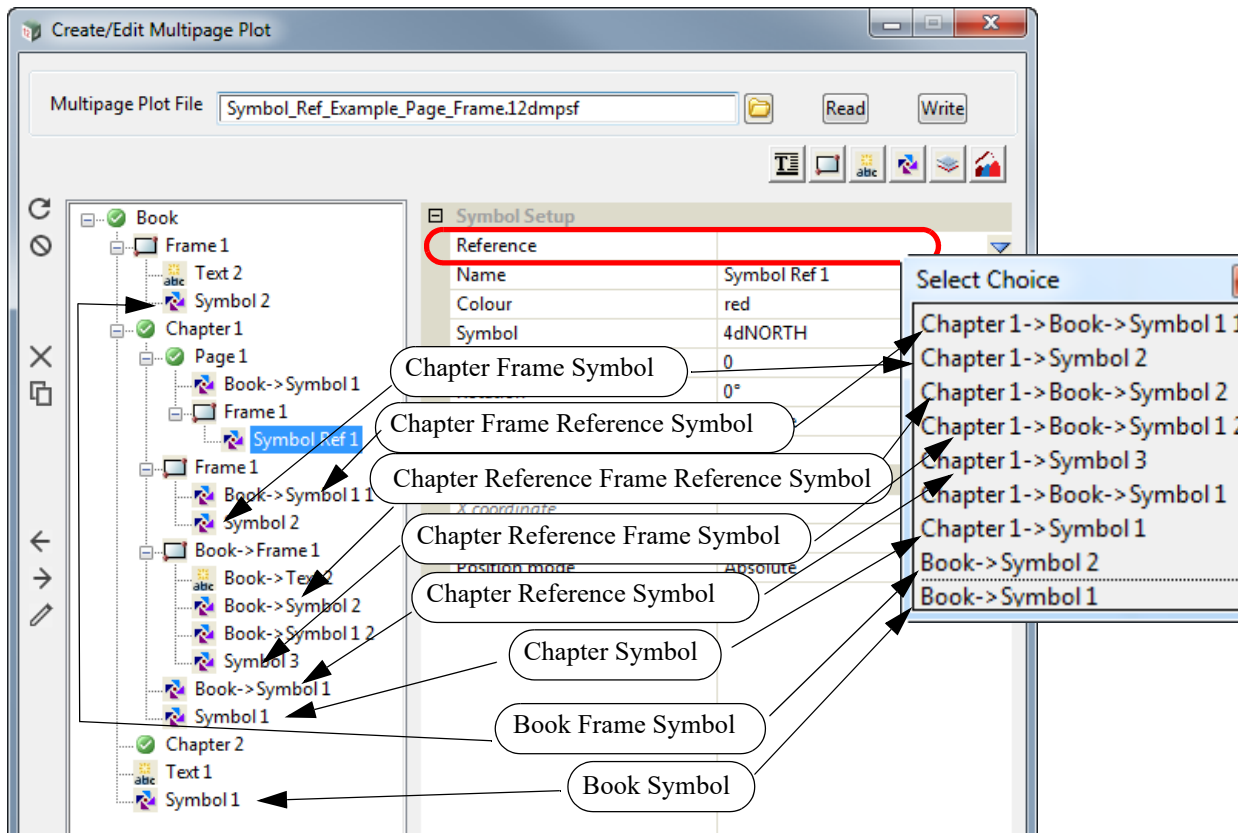 Create/Edit Multipage Plot
Multipage Plot File
Symbol_Ref_Example_Page_Frame.12dmpsf
Read
Write
Book
Frame 1
Text 2
Symbol 2
Chapter 1
Page 1
Book->Symbol 1
Frame 1
Symbol Ref 1
Frame 1
Book->Symbol 1 1
Symbol 2
Book->Frame 1
Book->Text 2
Book->Symbol 2
Book->Symbol 1 2
Symbol 3
Book->Symbol 1
Symbol 1
Chapter 2
Text 1
Symbol 1
Symbol Setup
Reference
Name Symbol Ref 1
Colour red
Symbol 4dNORTH
0
Rotation 0°
X coordinate
Position mode Absolute
Chapter Frame Symbol
Chapter Frame Reference Symbol
Chapter Reference Frame Reference Symbol
Chapter Reference Frame Symbol
Chapter Reference Symbol
Chapter Symbol
Book Frame Symbol
Book Symbol
Select Choice
Chapter 1->Book->Symbol 1 1
Chapter 1->Symbol 2
Chapter 1->Book->Symbol 2
Chapter 1->Book->Symbol 1 2
Chapter 1->Symbol 3
Chapter 1->Book->Symbol 1
Chapter 1->Symbol 1
Book->Symbol 2
Book->Symbol 1